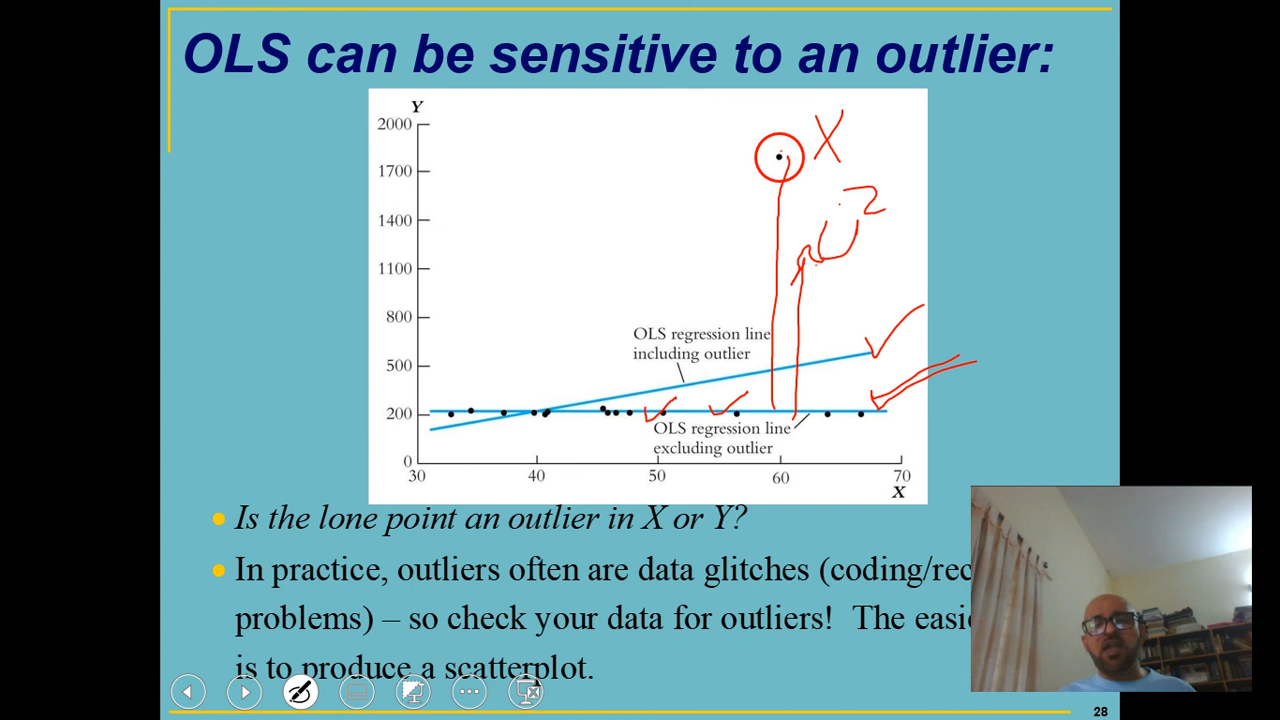 OLS can be sensitive to an outlier:
Y
2000
1700
1400
1100
800
500
200
0
30
40
50
60
70
X
X
2
OLS regression line
including outlier
OLS regression line
excluding outlier
Is the lone point an outlier in X or Y?
In practice, outliers often are data glitches (coding/rec
problems) – so check your data for outliers! The easie
is to produce a scatterplot.
28